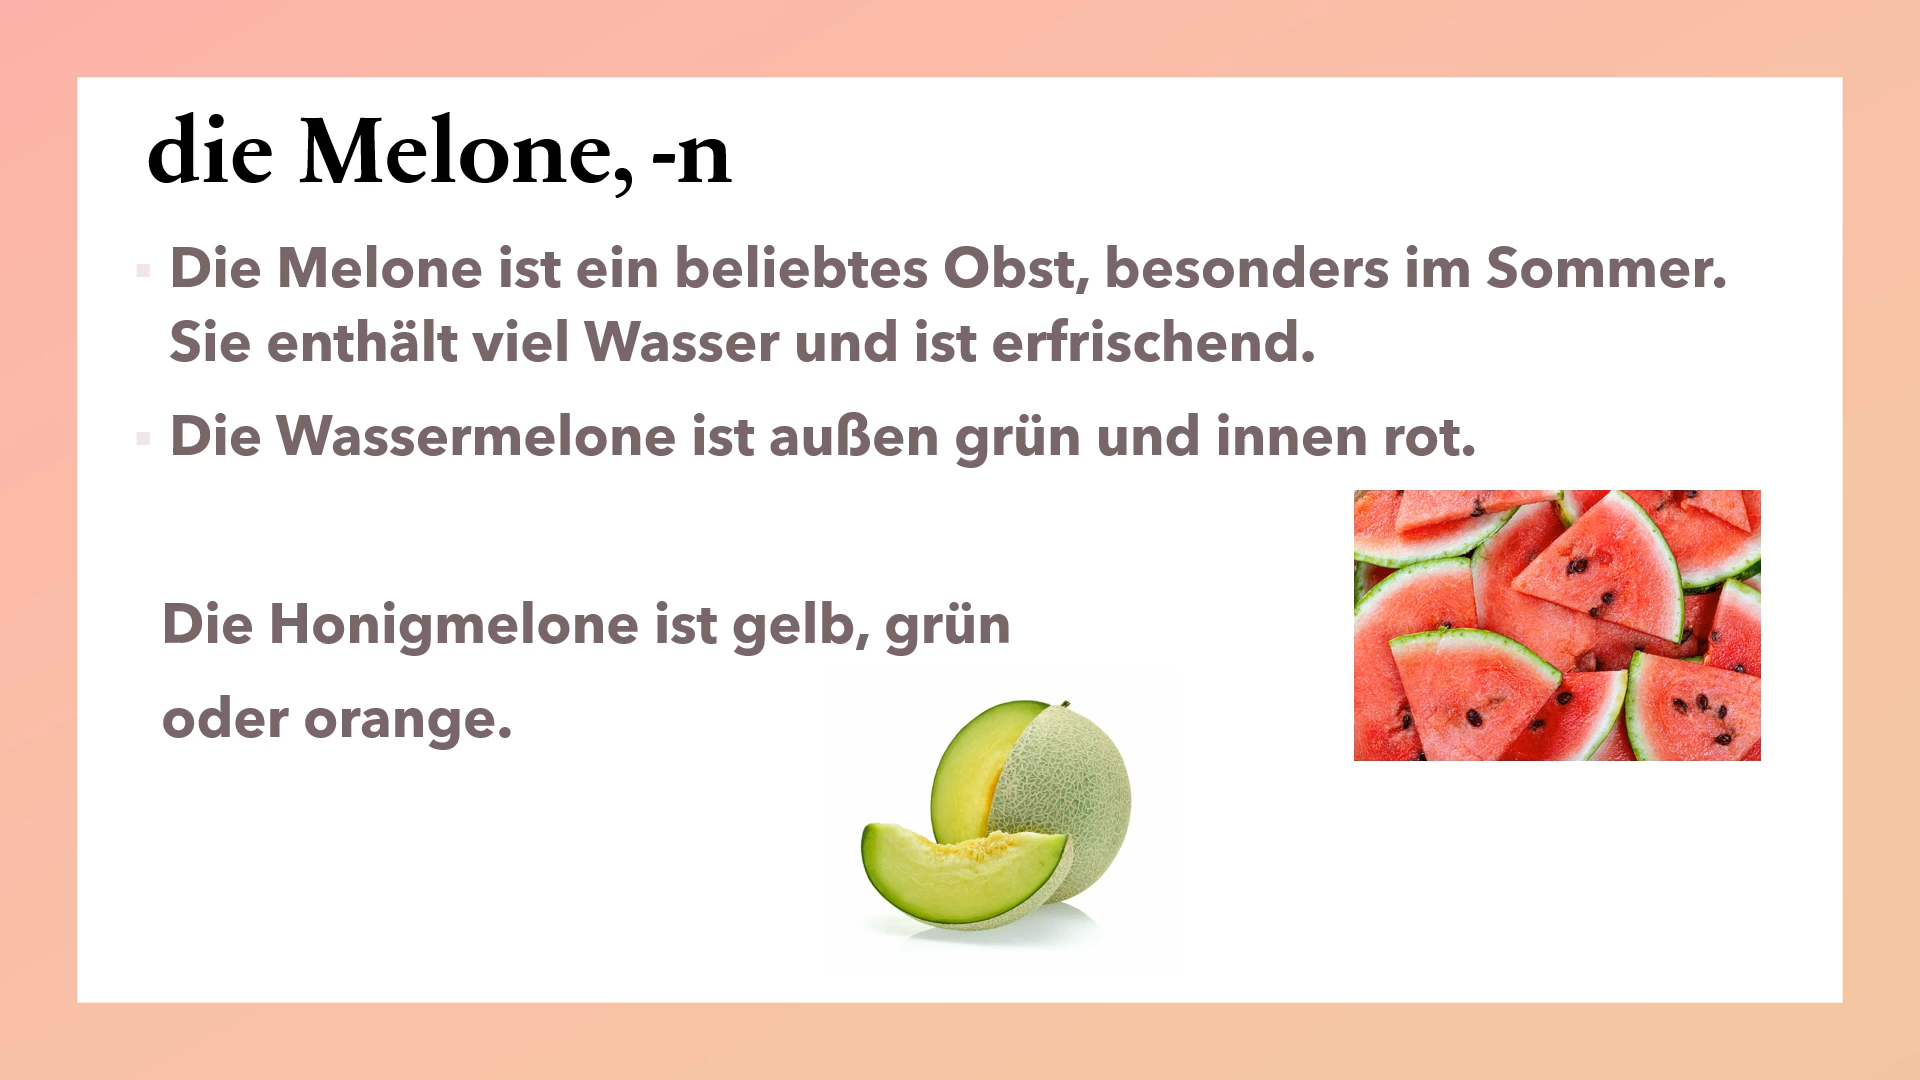 die Melone, -n
Die Melone ist ein beliebtes Obst, besonders im Sommer.
Sie enthält viel Wasser und ist erfrischend.
Die Wassermelone ist außen grün und innen rot.
Die Honigmelone ist gelb, grün
oder orange.